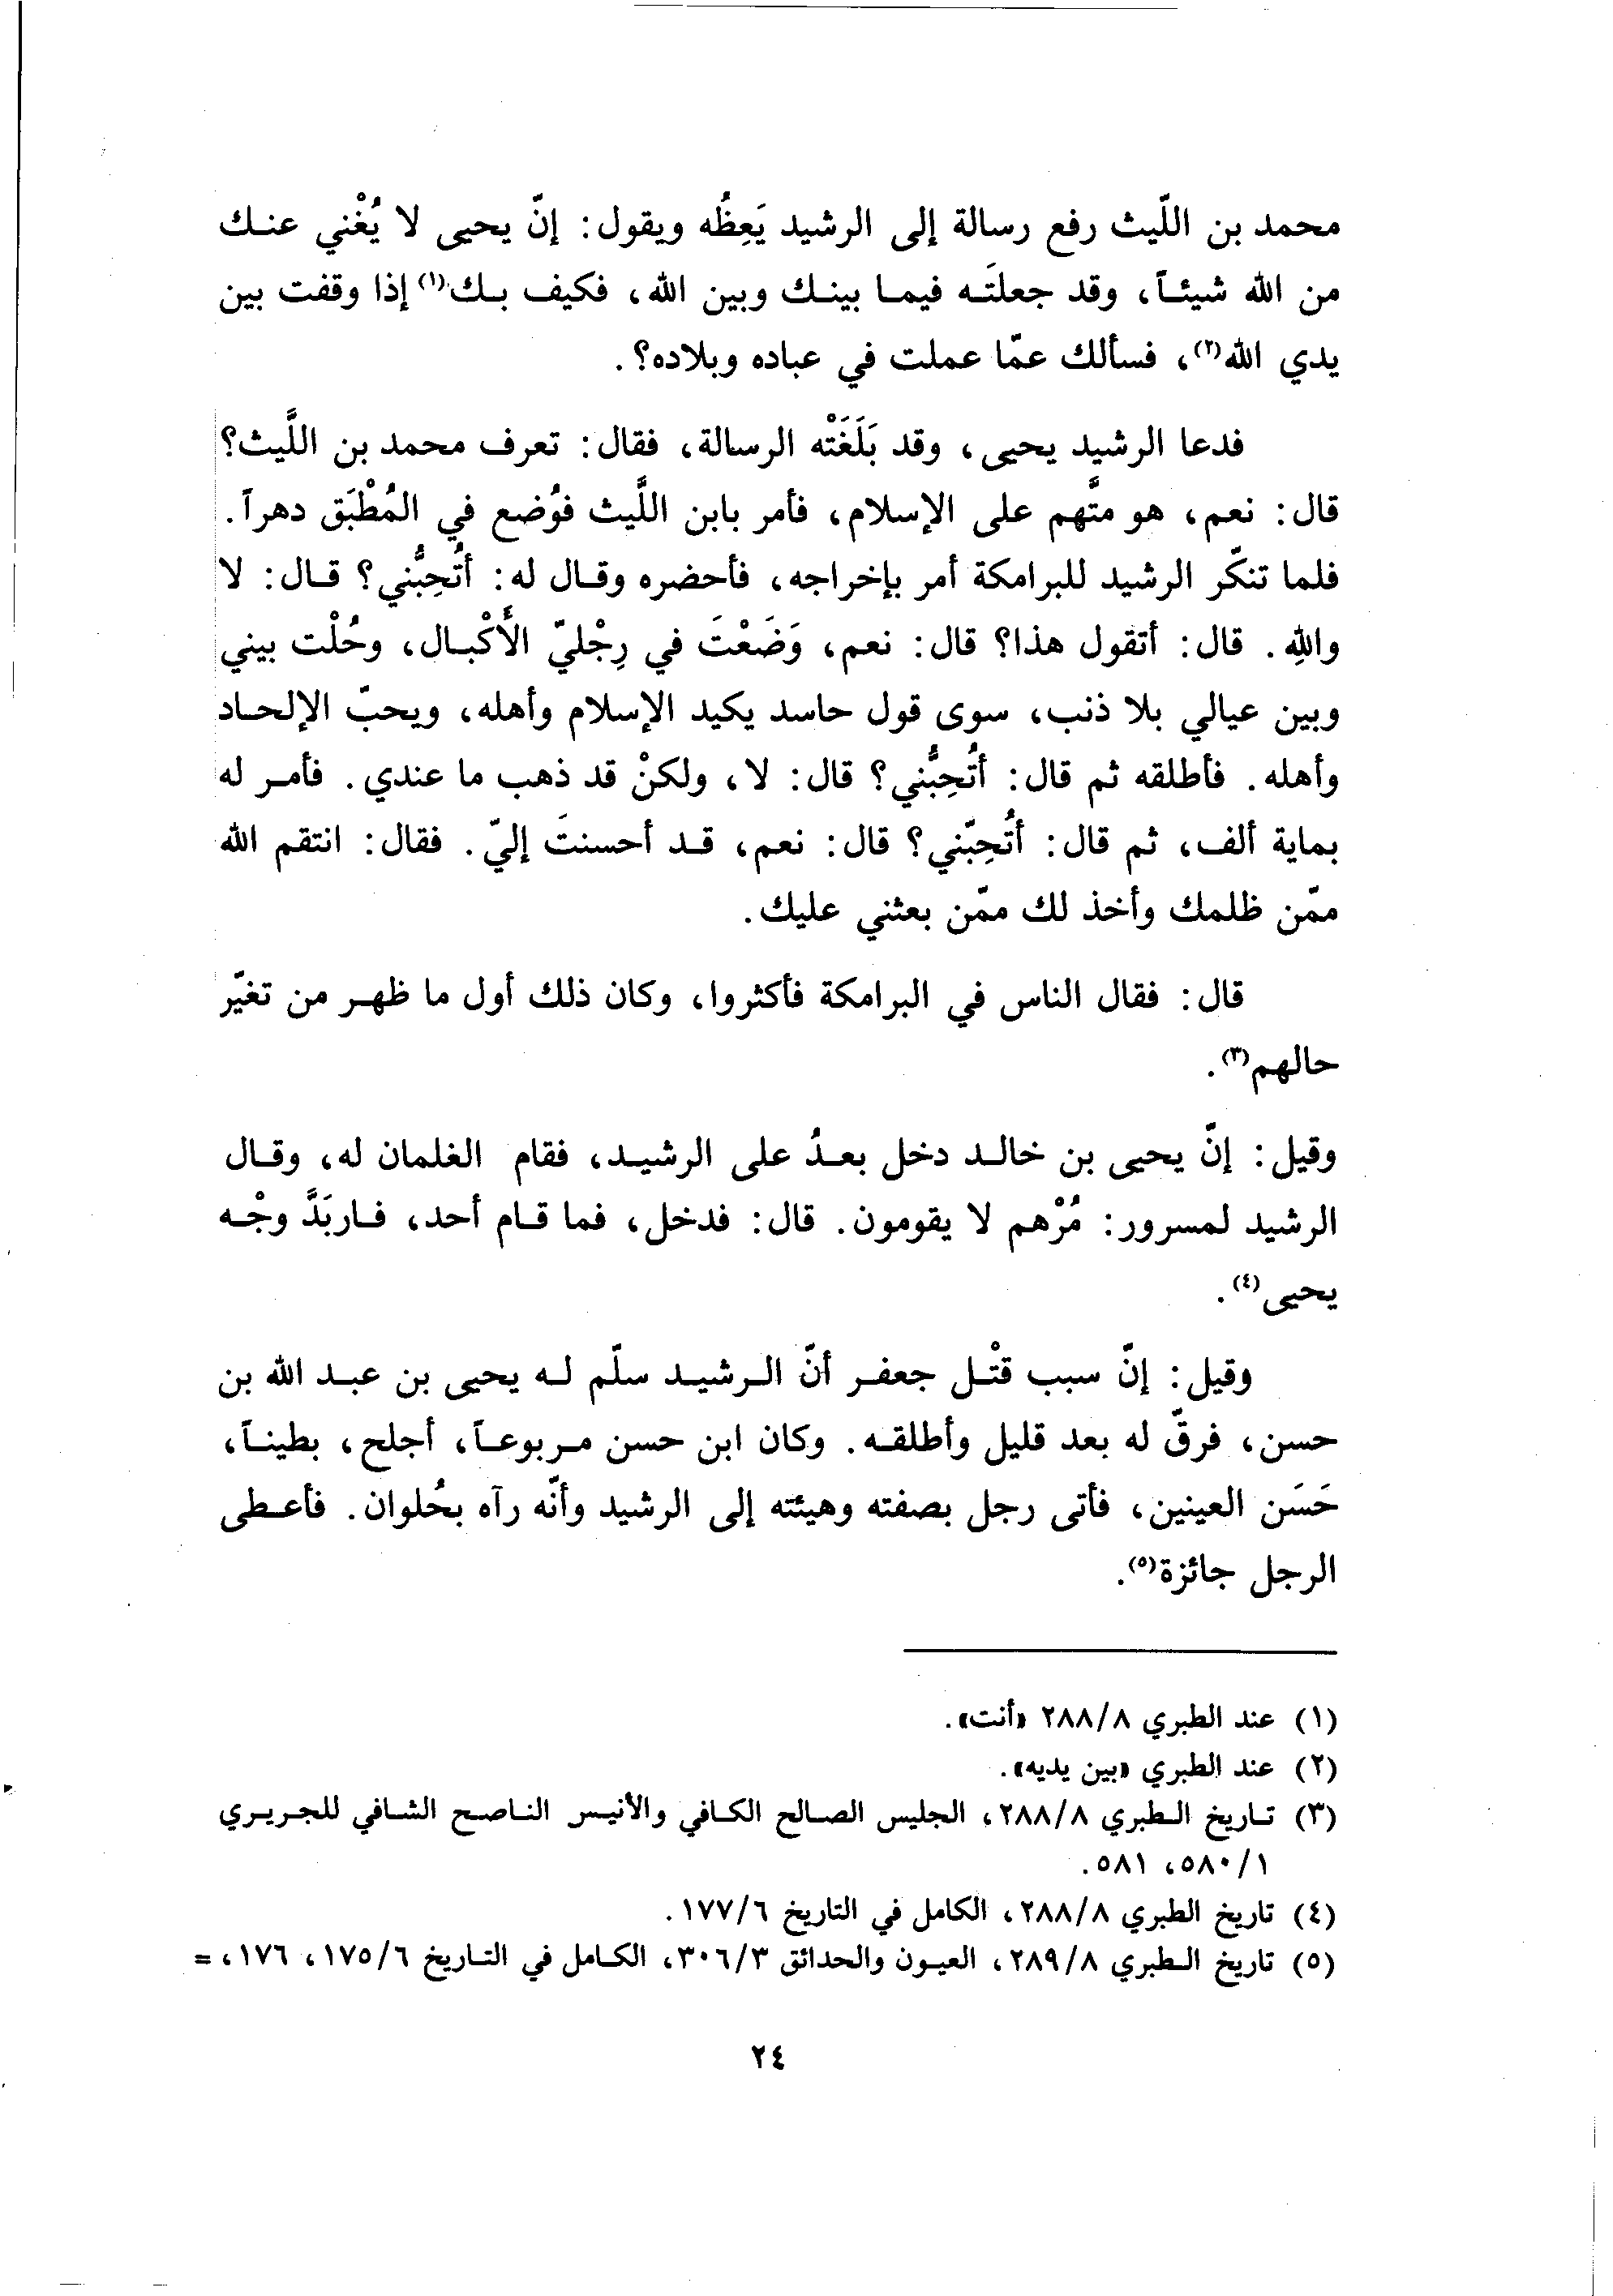 محمد بن اللّيث رفع رسالة إلى الرشيد يَعِظُه ويقول: إنّ يحيى لا يُغْني عنك
من الله شيئاً، وقد جعلتَه فيما بينك وبين الله، فكيف بك(١) إذا وقفت بين
يدي الله(٢)، فسألك عمّا عملت في عباده وبلاده؟.
فدعا الرشيد يحيى، وقد بَلَغَتْه الرسالة، فقال: تعرف محمد بن اللَّيث؟
قال: نعم، هو متَّهم على الإسلام، فأمر بابن اللَّيث فوُضع في المُطْبَق دهراً.
فلما تنكّر الرشيد للبرامكة أمر بإخراجه، فأحضره وقال له: أتُحِبُّني؟ قال: لا
واللهِ. قال: أتقول هذا؟ قال: نعم، وَضَعْتَ في رِجْليّ الأَكْبال، وحُلْت بيني
وبين عيالي بلا ذنب، سوى قول حاسد يكيد الإسلام وأهله، ويحبّ الإلحاد
وأهله. فأطلقه ثم قال: أتُحِبُّني؟ قال: لا، ولكنْ قد ذهب ما عندي. فأمر له
بماية ألف، ثم قال: أتُحِبّني؟ قال: نعم، قد أحسنتَ إليّ. فقال: انتقم الله
ممّن ظلمك وأخذ لك ممّن بعثني عليك.
قال: فقال الناس في البرامكة فأكثروا، وكان ذلك أول ما ظهر من تغيّر
حالهم(٣).
وقيل: إنّ يحيى بن خالد دخل بعدُ على الرشيد، فقام الغلمان له، وقال
الرشيد لمسرور: مُرْهم لا يقومون. قال: فدخل، فما قام أحد، فاربَدَّ وجْه
يحيى(٤).
وقيل: إنّ سبب قتْل جعفر أنّ الرشيد سلّم له يحيى بن عبد الله بن
حسن، فرقّ له بعد قليل وأطلقه. وكان ابن حسن مربوعاً، أجلح، بطيناً،
حَسَن العينين، فأتى رجل بصفته وهيئته إلى الرشيد وأنّه رآه بحُلوان. فأعطى
الرجل جائزة(٥).
(١) عند الطبري ٢٨٨/٨ «أنت».
(٢) عند الطبري «بين يديه».
(٣) تاريخ الطبري ٢٨٨/٨، الجليس الصالح الكافي والأنيس الناصح الشافي للجريري
٥٨٠/١، ٥٨١.
(٤) تاريخ الطبري ٢٨٨/٨، الكامل في التاريخ ١٧٧/٦.
(٥) تاريخ الطبري ٢٨٩/٨، العيون والحدائق ٣٠٦/٣، الكامل في التاريخ ١٧٥/٦، ١٧٦، =
٢٤